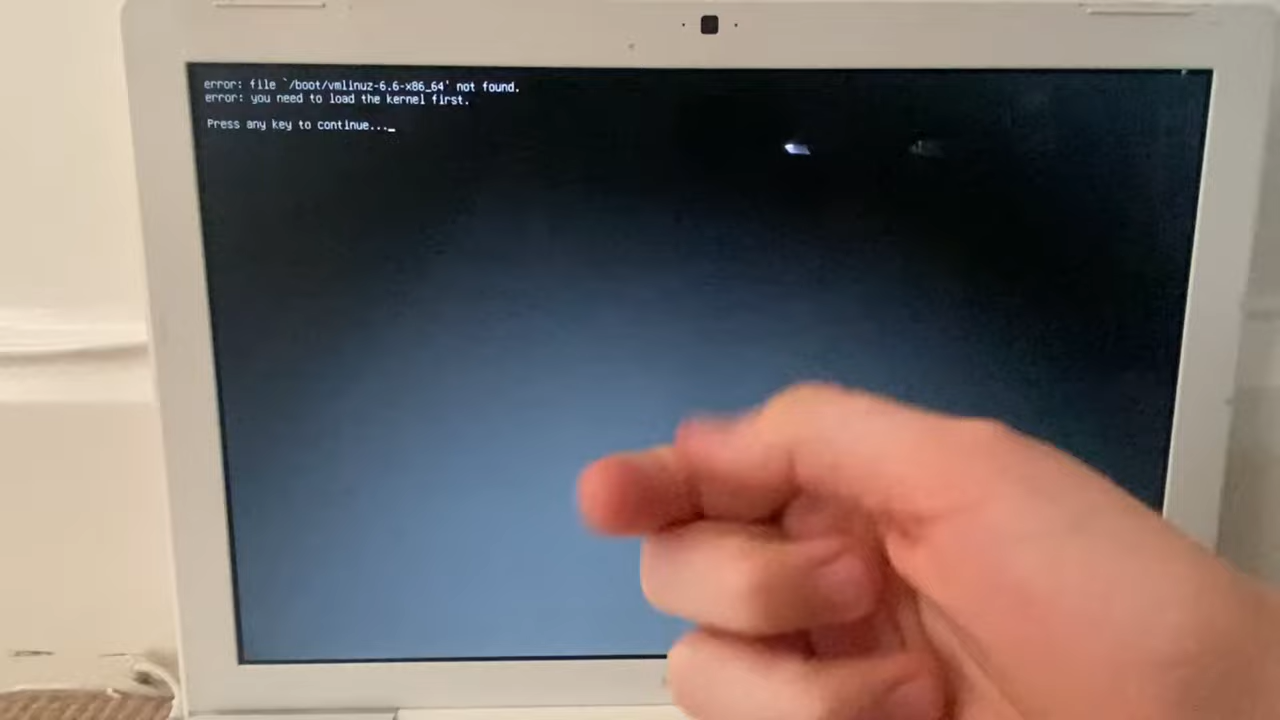 error: file `/boot/vmlinuz-6.6-x86_64' not found.
error: you need to load the kernel first.
Press any key to continue..._